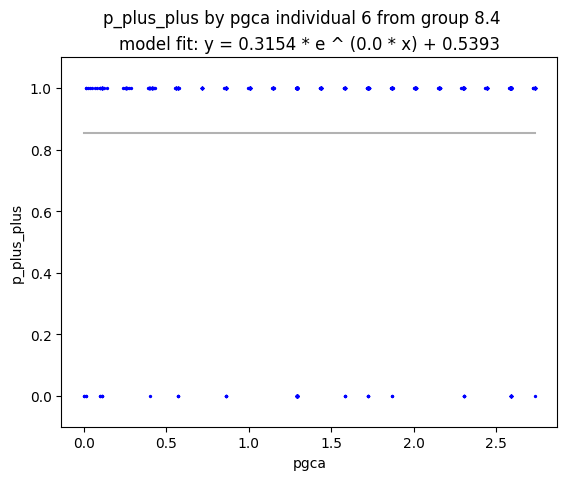 p_plus_plus by pgca individual 6 from group 8.4
model fit: y = 0.3154 * e ^ (0.0 * x) + 0.5393
1.0
0.8
0.6
0.4
0.2
0.0
p_plus_plus
0.0 0.5 1.0 1.5 2.0 2.5
pgca